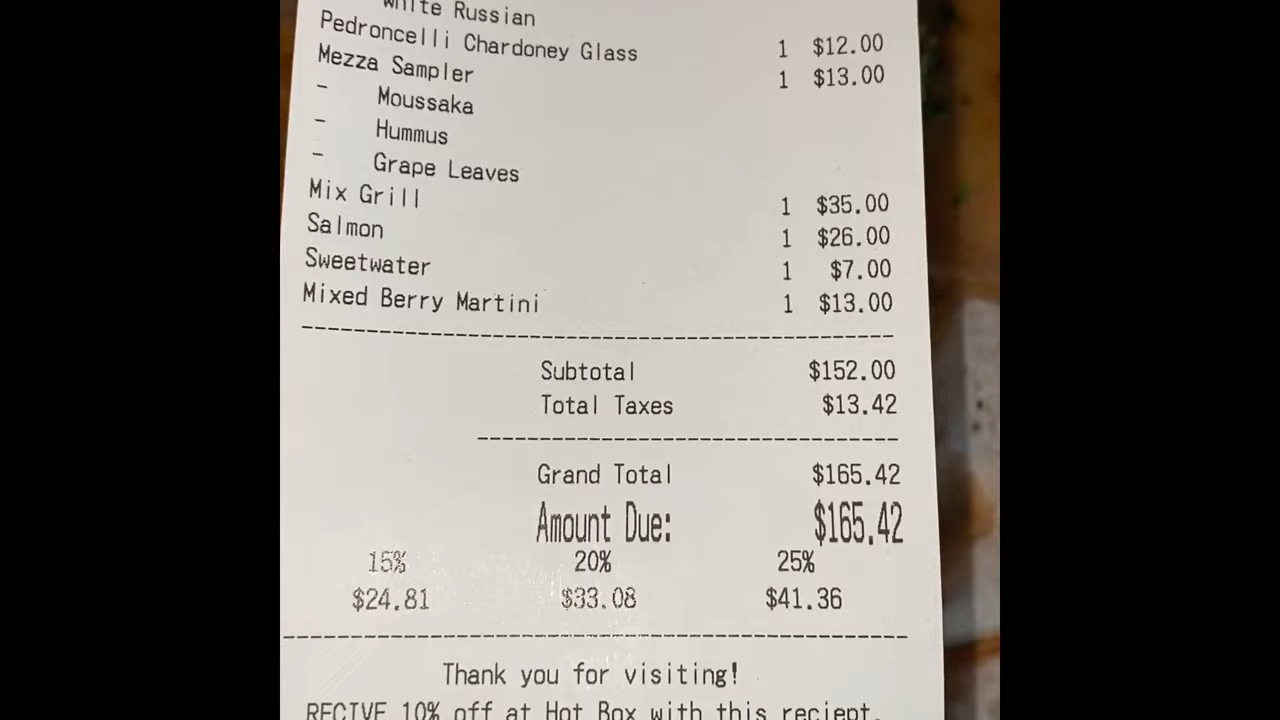 White Russian
Pedroncelli Chardoney Glass 1 $12.00
Mezza Sampler 1 $13.00
- Moussaka
- Hummus
- Grape Leaves
Mix Grill 1 $35.00
Salmon 1 $26.00
Sweetwater 1 $7.00
Mixed Berry Martini 1 $13.00
Subtotal $152.00
Total Taxes $13.42
Grand Total $165.42
Amount Due: $165.42
15% 20% 25%
$24.81 $33.08 $41.36
Thank you for visiting!
RECIVE 10% off at Hot Box with this reciept.